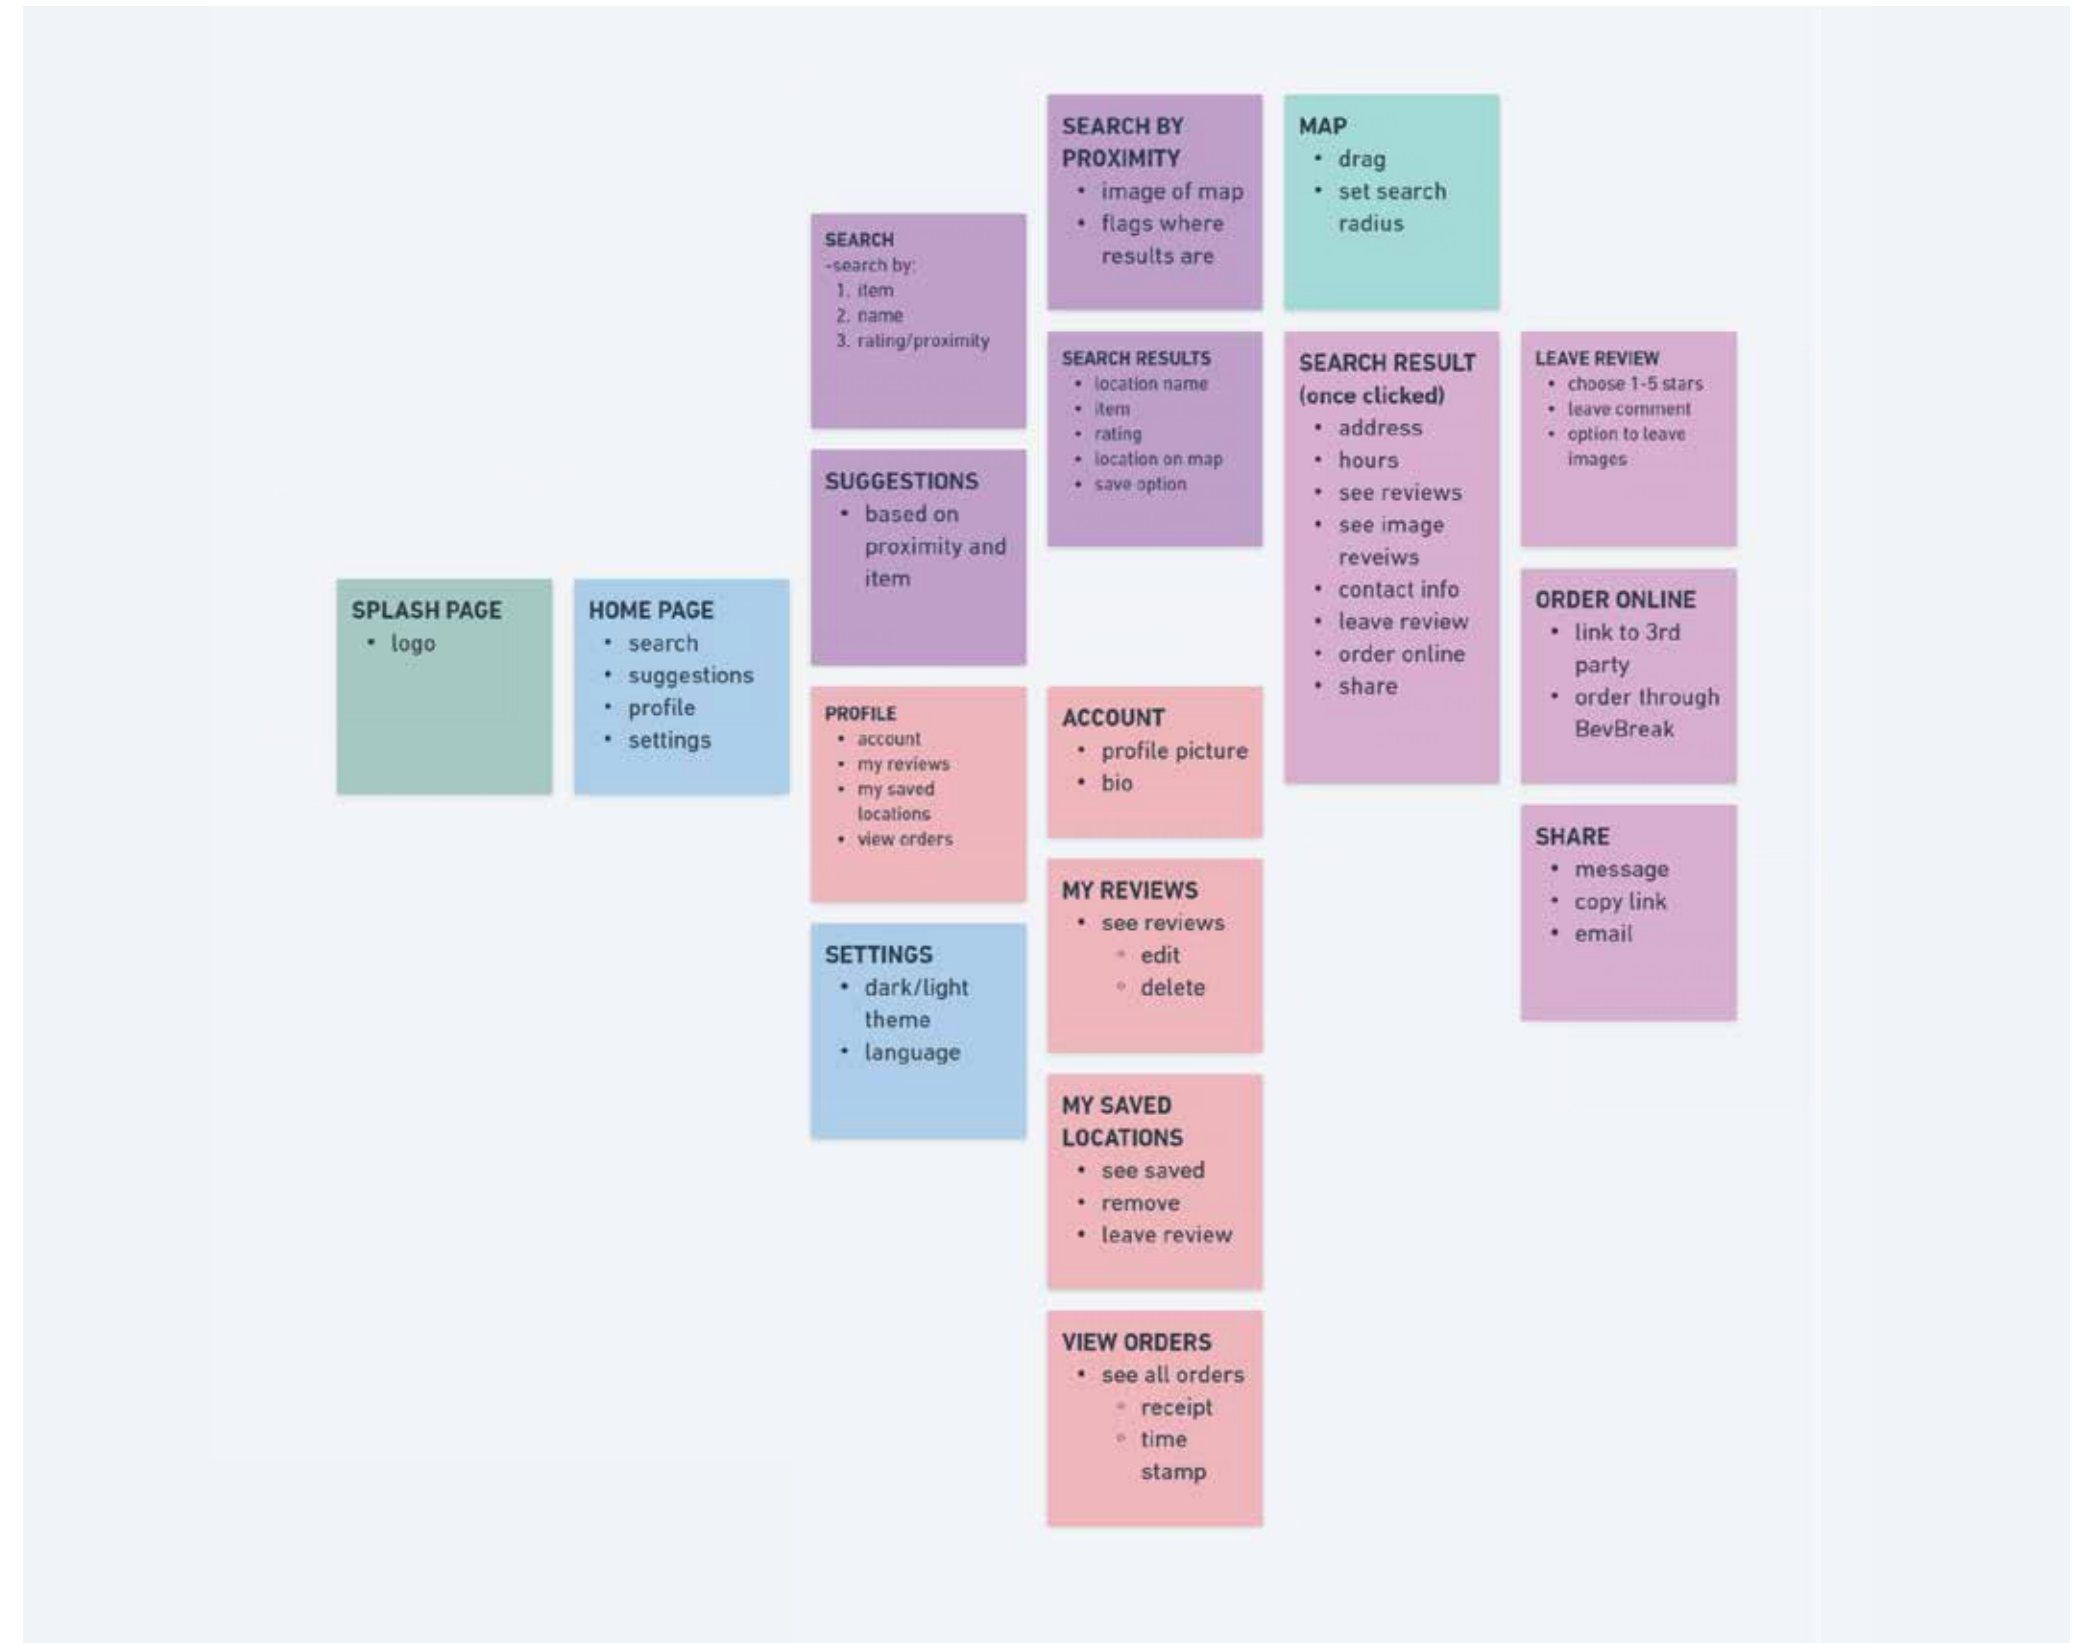 SPLASH PAGE
• logo
HOME PAGE
• search
• suggestions
• profile
• settings
SEARCH
-search by:
1. item
2. name
3. rating/proximity
SUGGESTIONS
• based on
proximity and
item
PROFILE
• account
• my reviews
• my saved
locations
• view orders
SETTINGS
• dark/light
theme
• language
SEARCH BY
PROXIMITY
• image of map
• flags where
results are
SEARCH RESULTS
• location name
• item
• rating
• location on map
• save option
ACCOUNT
• profile picture
• bio
MY REVIEWS
• see reviews
◦ edit
◦ delete
MY SAVED
LOCATIONS
• see saved
• remove
• leave review
VIEW ORDERS
• see all orders
◦ receipt
◦ time
stamp
MAP
• drag
• set search
radius
SEARCH RESULT
(once clicked)
• address
• hours
• see reviews
• see image
reveiws
• contact info
• leave review
• order online
• share
LEAVE REVIEW
• choose 1-5 stars
• leave comment
• option to leave
images
ORDER ONLINE
• link to 3rd
party
• order through
BevBreak
SHARE
• message
• copy link
• email